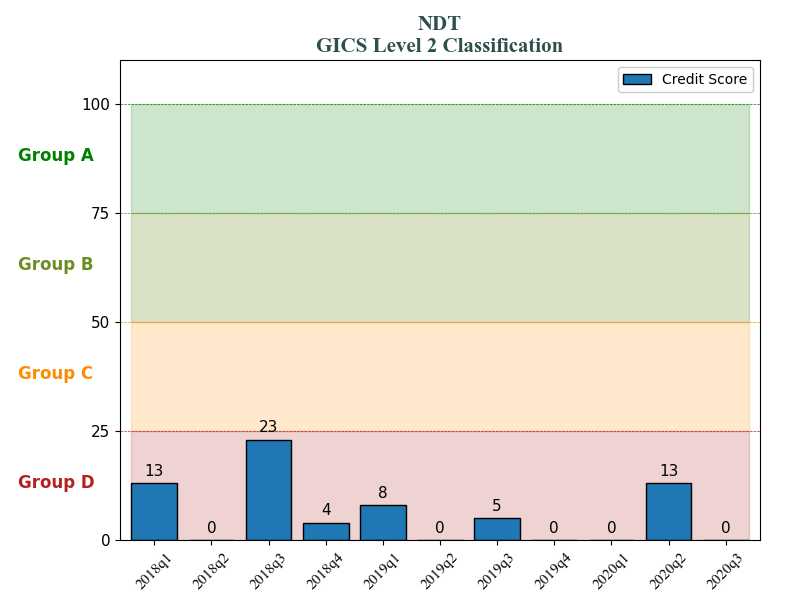 NDT
GICS Level 2 Classification
Credit Score
100
Group A
75
Group B
50
Group C
25
Group D
0
13
0
23
4
8
0
5
0
0
13
0
2018q1
2018q2
2018q3
2018q4
2019q1
2019q2
2019q3
2019q4
2020q1
2020q2
2020q3